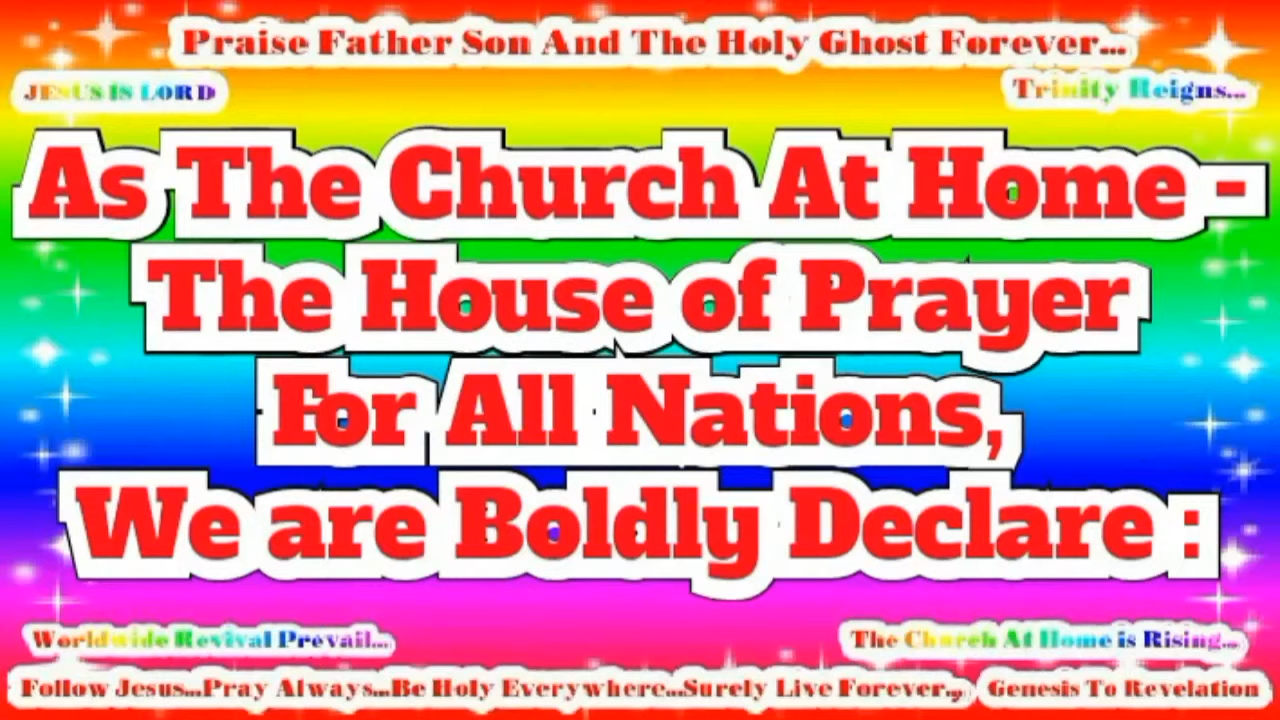 Praise Father Son And The Holy Ghost Forever...
JESUS IS LORD
Trinity Reigns...
As The Church At Home -
The House of Prayer
For All Nations,
We are Boldly Declare :
Worldwide Revival Prevail...
The Church At Home is Rising...
Follow Jesus...Pray Always...Be Holy Everywhere...Surely Live Forever..,
Genesis To Revelation